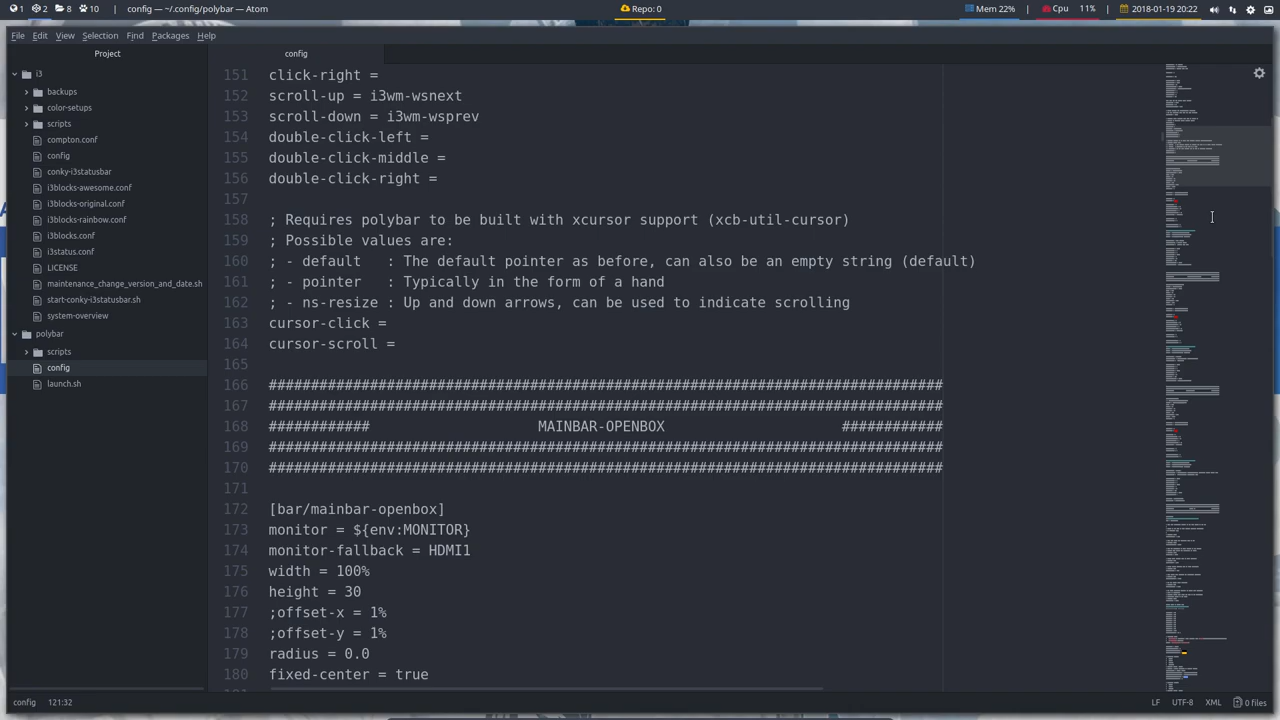 1 2 8 10 config — ~/.config/polybar — Atom Repo: 0 Mem 22% Cpu 11% 2018-01-19 20:22
File Edit View Selection Find Packages Help
Project
config
i3
backups
color-setups
scripts
compton.conf
config
conky-i3statusbar
i3blocks-awesome.conf
i3blocks-original.conf
i3blocks-rainbow.conf
i3blocks.conf
i3status.conf
LICENSE
maintenance_change_version_and_date.sh
start-conky-i3statusbar.sh
system-overview
polybar
scripts
config
launch.sh
151 click-right =
152 scroll-up = i3wm-wsnext
153 scroll-down = i3wm-wsprev
154 double-click-left =
155 double-click-middle =
156 double-click-right =
157
158 ; Requires polybar to be built with xcursor support (xcb-util-cursor)
159 ; Possible values are:
160 ; - default : The default pointer as before, can also be an empty string (default)
161 ; - pointer : Typically in the form of a hand
162 ; - ns-resize : Up and down arrows, can be used to indicate scrolling
163 cursor-click =
164 cursor-scroll =
165
166
167
168 MAINBAR-OPENBOX
169
170
171
172 [bar/mainbar-openbox]
173 monitor = ${env:MONITOR}
174 ;monitor-fallback = HDMI1
175 width = 100%
176 height = 30
177 ;offset-x = 1%
178 ;offset-y = 1%
179 radius = 0.0
180 fixed-center = true
config 121:32 LF UTF-8 XML 0 files